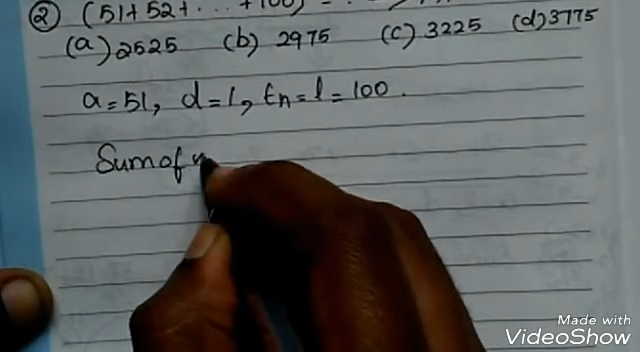 ② (51+52+...+100) =
(a) 2525 (b) 2975 (c) 3225 (d) 3775
a = 51, d = 1, tn = l = 100.
Sum of
Made with
VideoShow